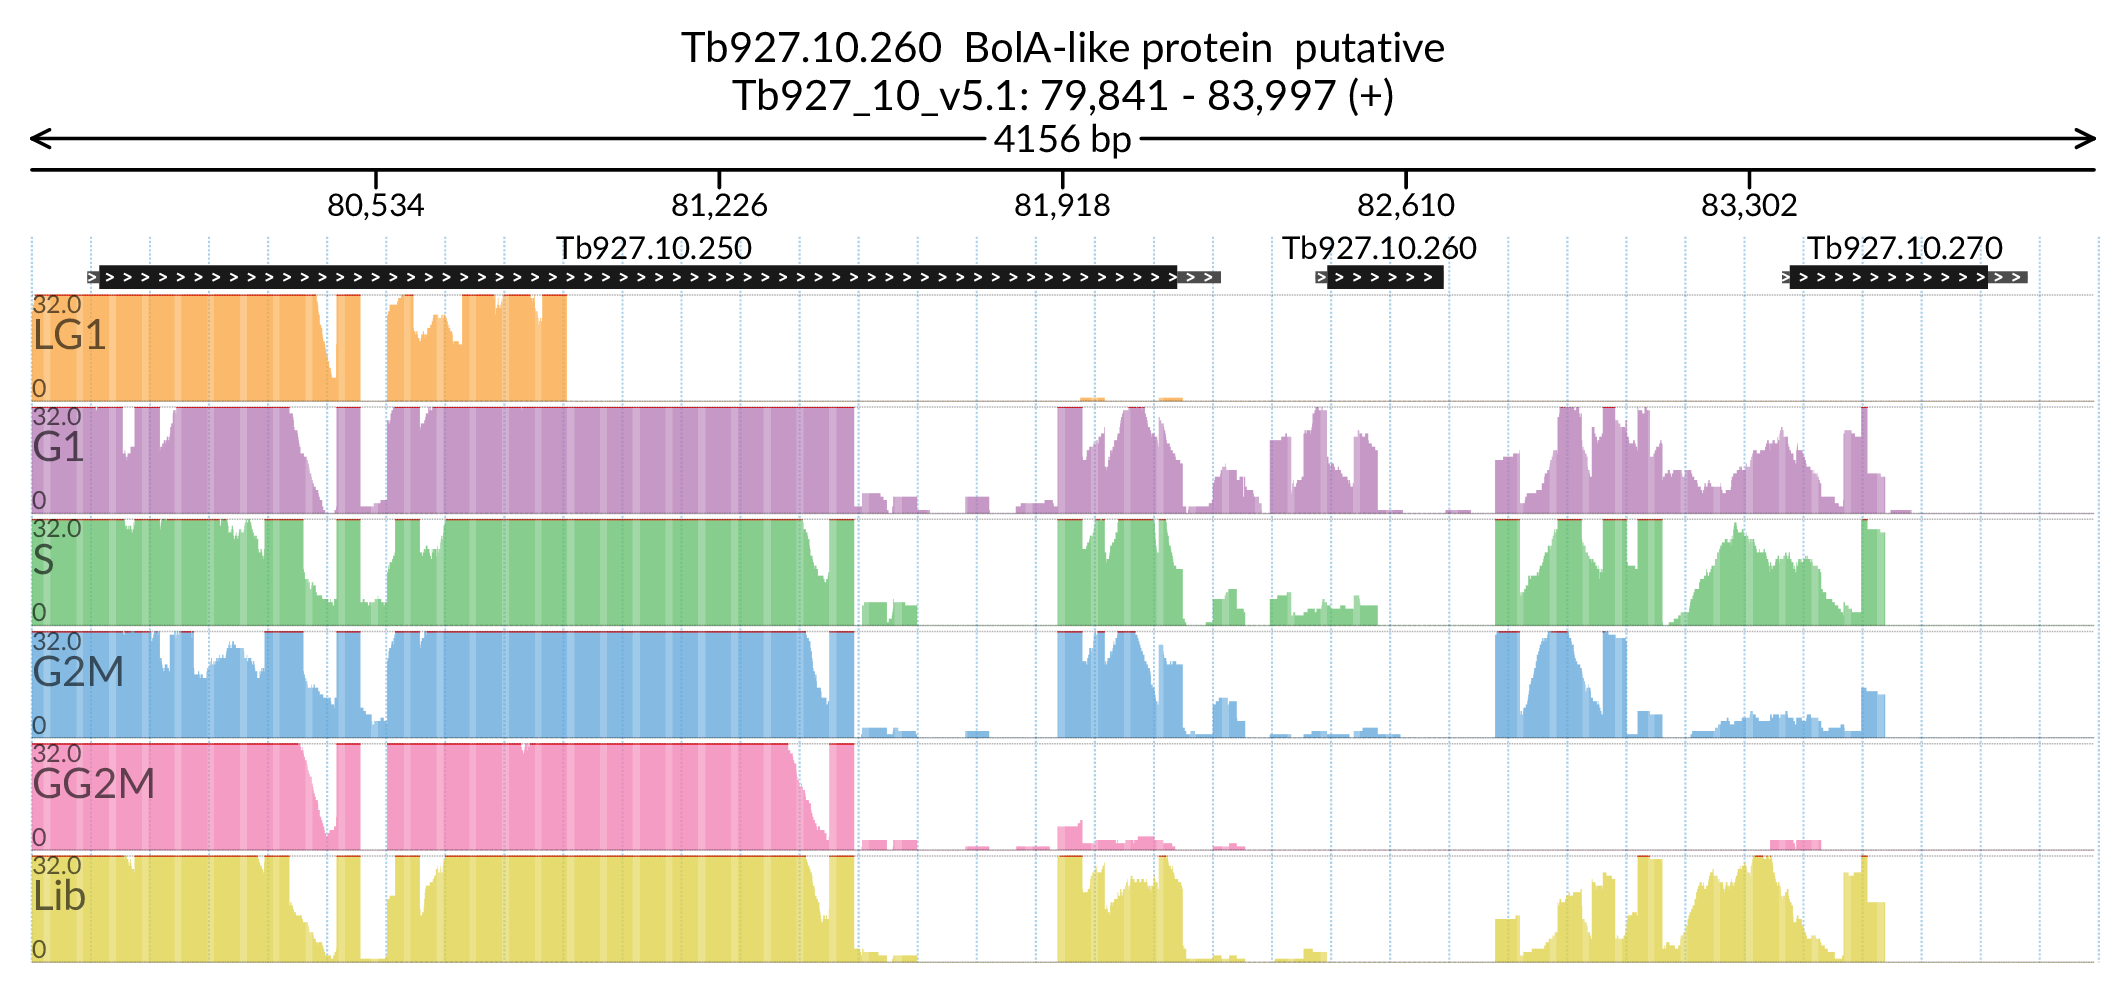 Tb927.10.260  BolA-like protein  putative
Tb927_10_v5.1: 79,841 - 83,997 (+)
4156 bp
80,534 81,226 81,918 82,610 83,302
Tb927.10.250 Tb927.10.260 Tb927.10.270
32.0
LG1
0
32.0
G1
0
32.0
S
0
32.0
G2M
0
32.0
GG2M
0
32.0
Lib
0